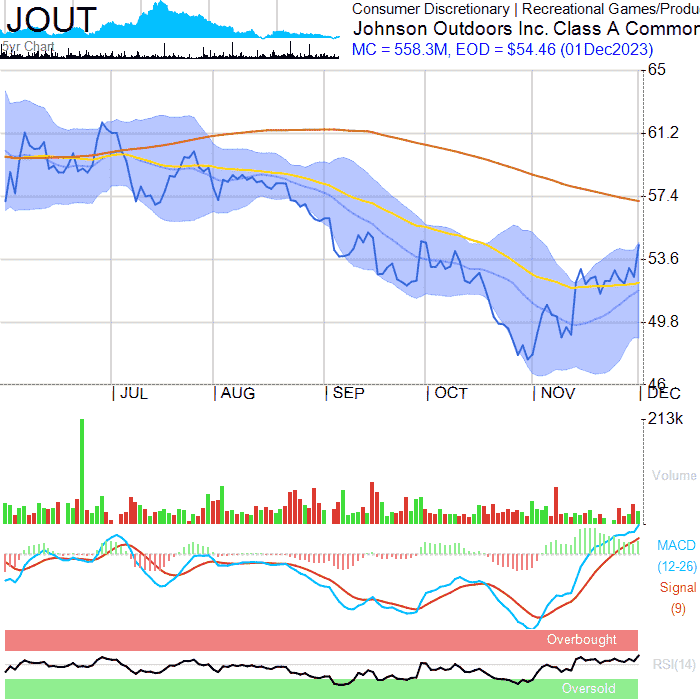 JOUT
5yr Chart
Consumer Discretionary | Recreational Games/Produ
Johnson Outdoors Inc. Class A Common
MC = 558.3M, EOD = $54.46 (01Dec2023)
65
61.2
57.4
53.6
49.8
46
JUL AUG SEP OCT NOV DEC
213k
Volume
MACD
(12-26)
Signal
(9)
Overbought
RSI(14)
Oversold